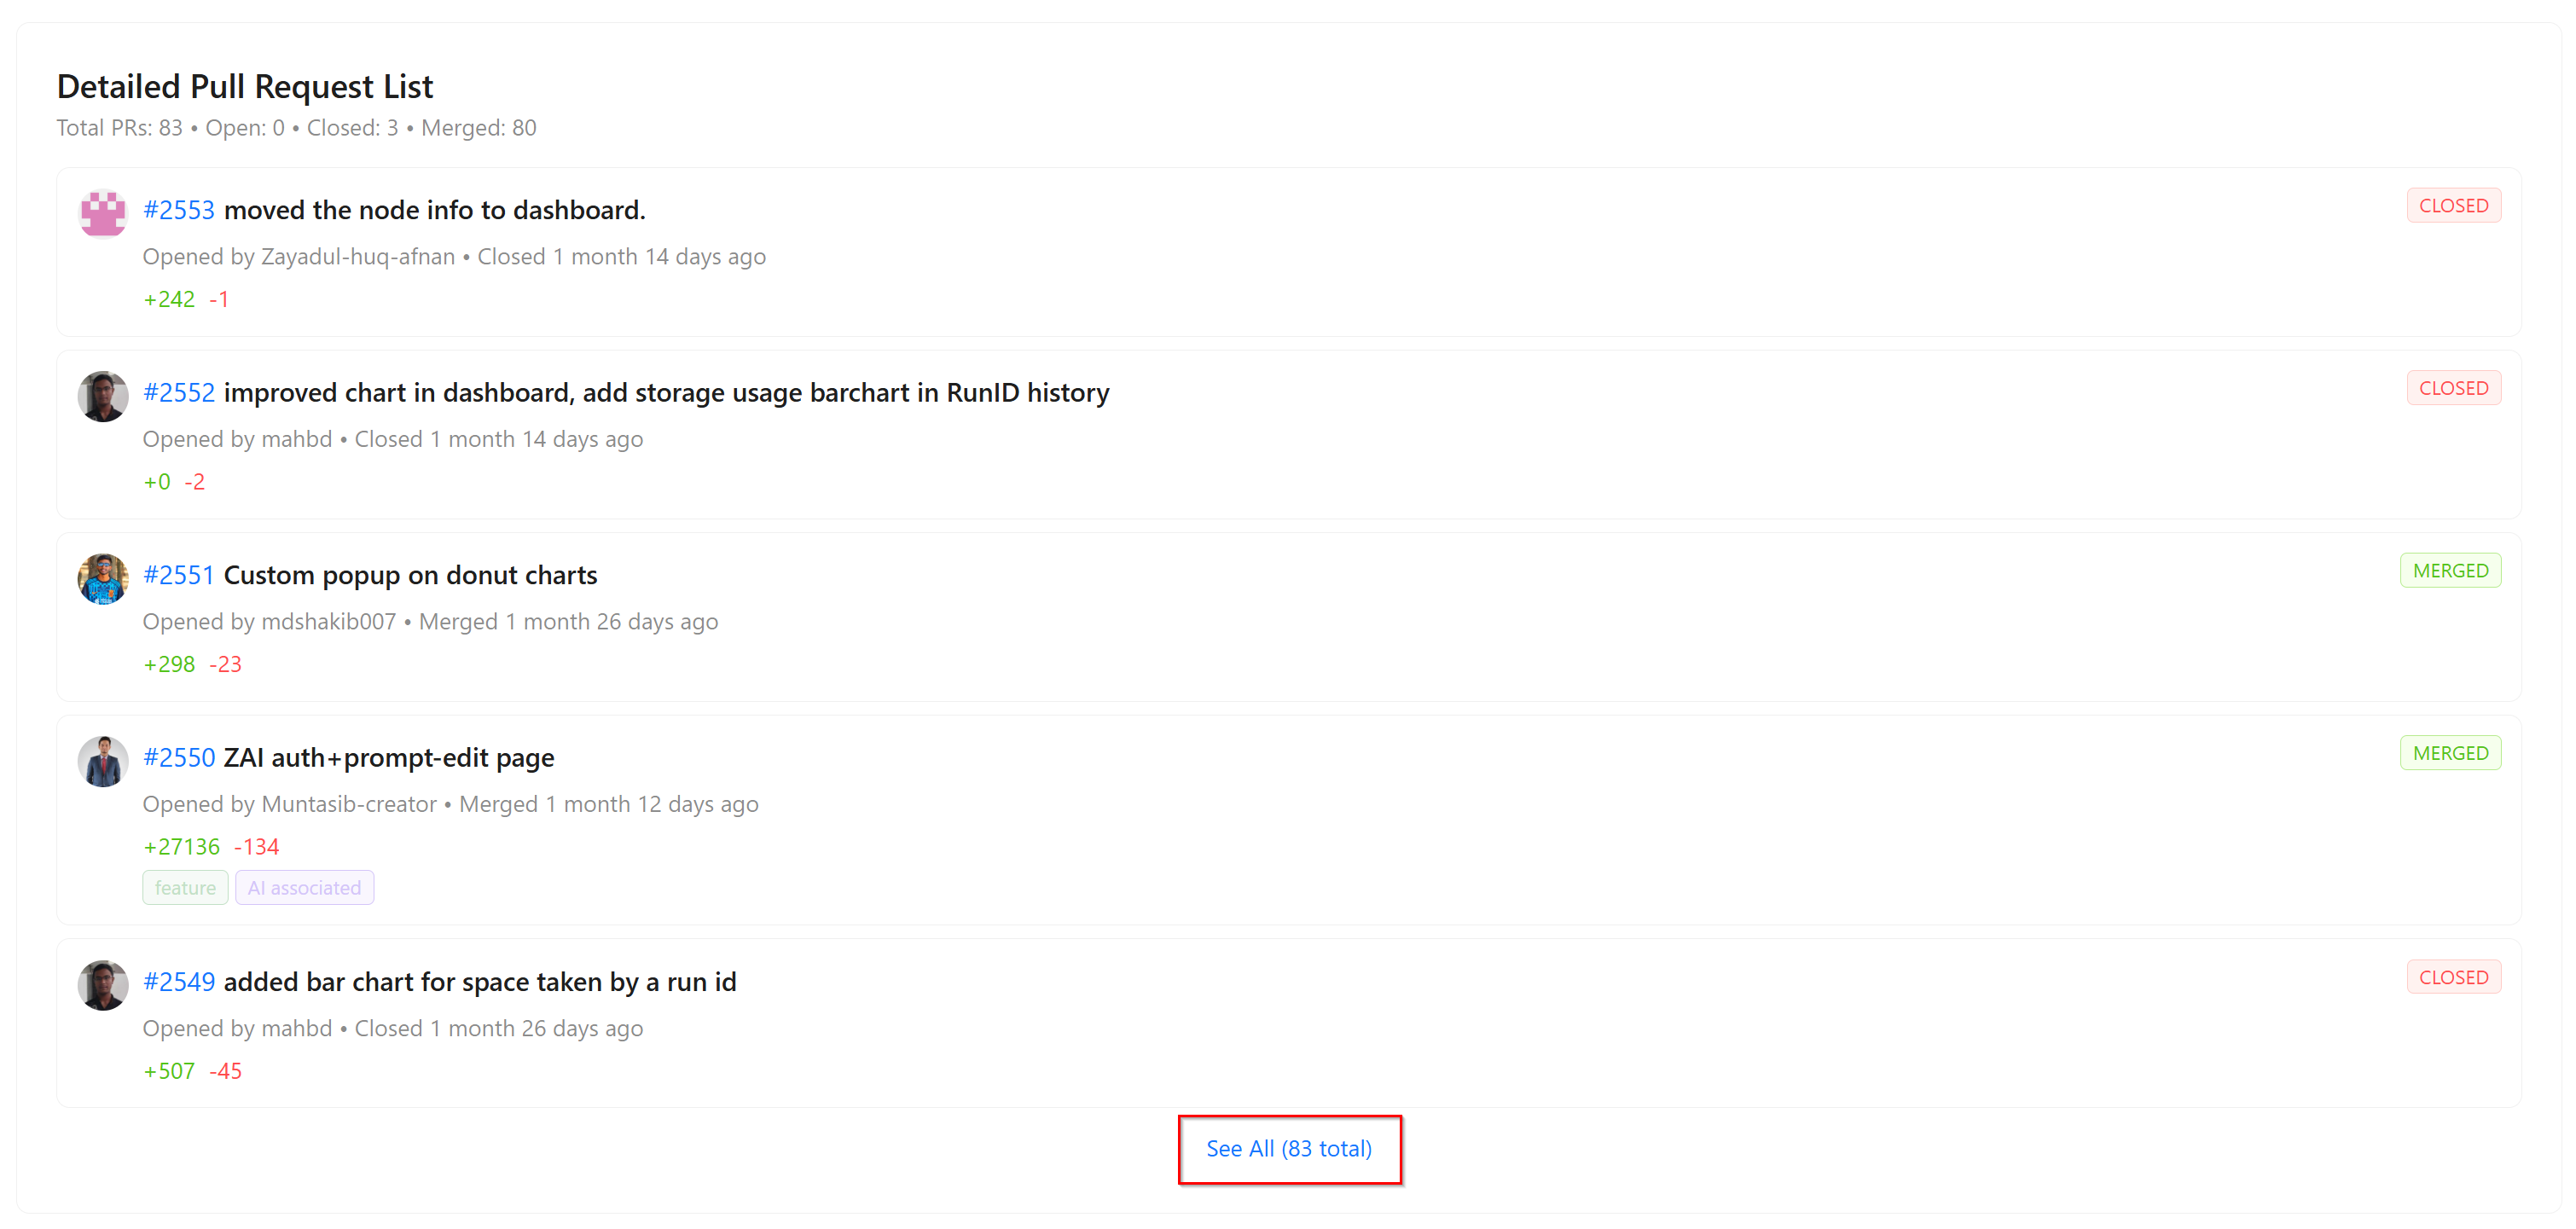 Detailed Pull Request List
Total PRs: 83 • Open: 0 • Closed: 3 • Merged: 80
#2553 moved the node info to dashboard.
CLOSED
Opened by Zayadul-huq-afnan • Closed 1 month 14 days ago
+242 -1
#2552 improved chart in dashboard, add storage usage barchart in RunID history
CLOSED
Opened by mahbd • Closed 1 month 14 days ago
+0 -2
#2551 Custom popup on donut charts
MERGED
Opened by mdshakib007 • Merged 1 month 26 days ago
+298 -23
#2550 ZAI auth+prompt-edit page
MERGED
Opened by Muntasib-creator • Merged 1 month 12 days ago
+27136 -134
feature AI associated
#2549 added bar chart for space taken by a run id
CLOSED
Opened by mahbd • Closed 1 month 26 days ago
+507 -45
See All (83 total)